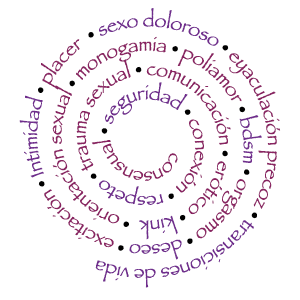 consensual • seguridad • conexión • respeto • trauma sexual • comunicación • erótico • kink • orientación sexual • monogamía • poliamor • bdsm • orgasmo • deseo • excitación • Intimidad • placer • sexo doloroso • eyaculación precoz • transiciones de vida